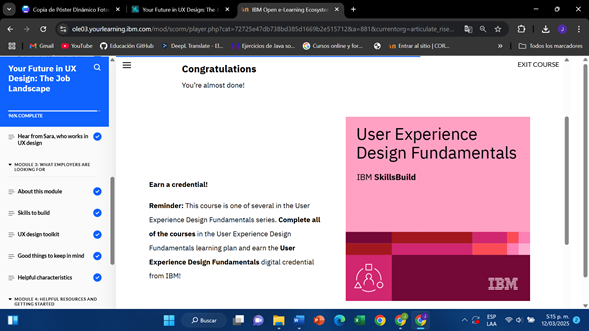 Copia de Póster Dinámico Foto
Your Future in UX Design: The J
IBM Open e-Learning Ecosystem
ole03.yourlearning.ibm.com/mod/scorm/player.php?cat=72725e47db738bd385d1669b2e515712&a=881&currentorg=articulate_rise...
Gmail
YouTube
Educación GitHub
DeepL Translate - El...
Ejercicios de Java so...
Cursos online y for...
Entrar al sitio | COR...
Todos los marcadores
Your Future in UX
Design: The Job
Landscape
96% COMPLETE
Hear from Sara, who works in
UX design
MODULE 3: WHAT EMPLOYERS ARE
LOOKING FOR
About this module
Skills to build
UX design toolkit
Good things to keep in mind
Helpful characteristics
MODULE 4: HELPFUL RESOURCES AND
GETTING STARTED
EXIT COURSE
Congratulations
You're almost done!
Earn a credential!
Reminder: This course is one of several in the User
Experience Design Fundamentals series. Complete all
of the courses in the User Experience Design
Fundamentals learning plan and earn the User
Experience Design Fundamentals digital credential
from IBM!
User Experience
Design Fundamentals
IBM SkillsBuild
IBM
Buscar
ESP
LAA
5:15 p. m.
12/03/2025